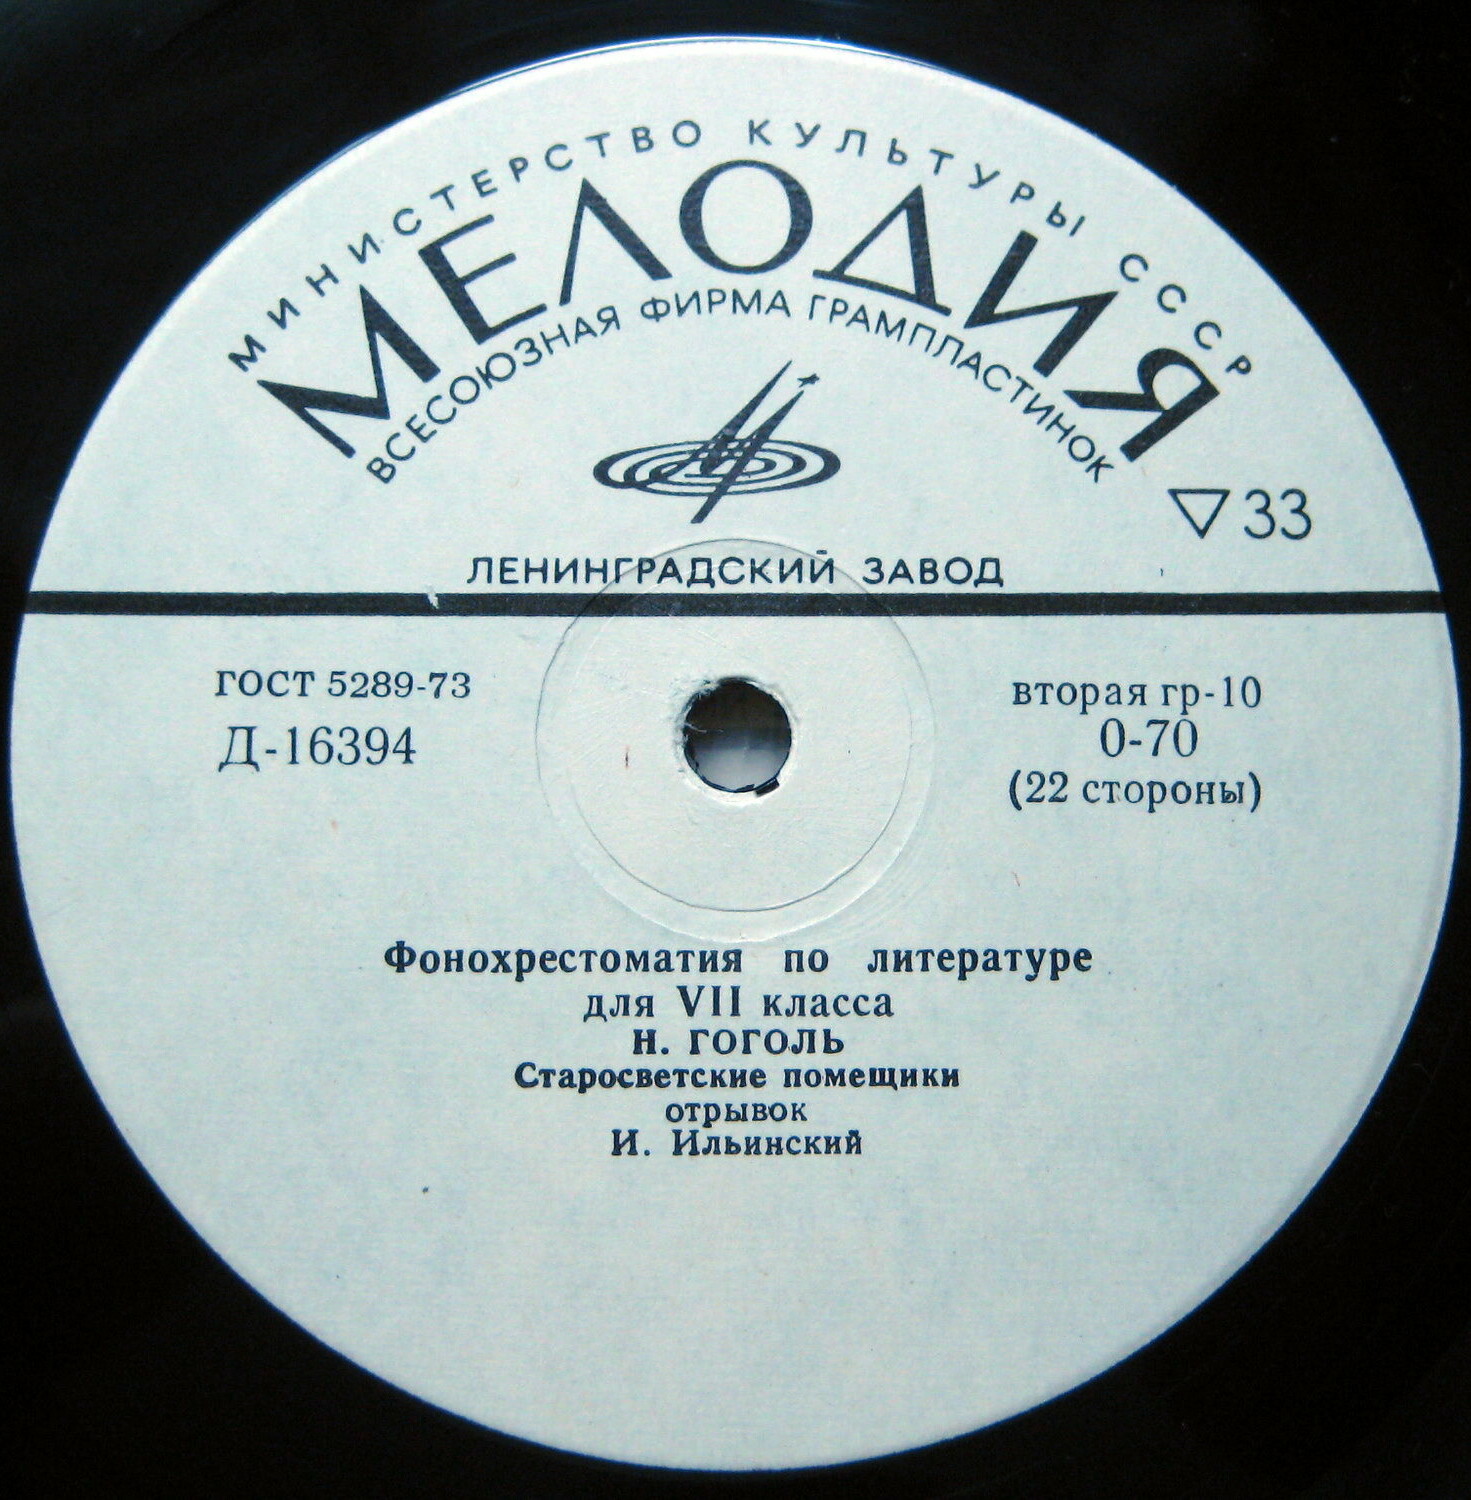 МИНИСТЕРСТВО КУЛЬТУРЫ СССР
МЕЛОДИЯ
ВСЕСОЮЗНАЯ ФИРМА ГРАМПЛАСТИНОК
33
ЛЕНИНГРАДСКИЙ ЗАВОД
ГОСТ 5289-73
Д-16394
вторая гр-10
0-70
(22 стороны)
Фонохрестоматия по литературе
для VII класса
Н. ГОГОЛЬ
Старосветские помещики
отрывок
И. Ильинский